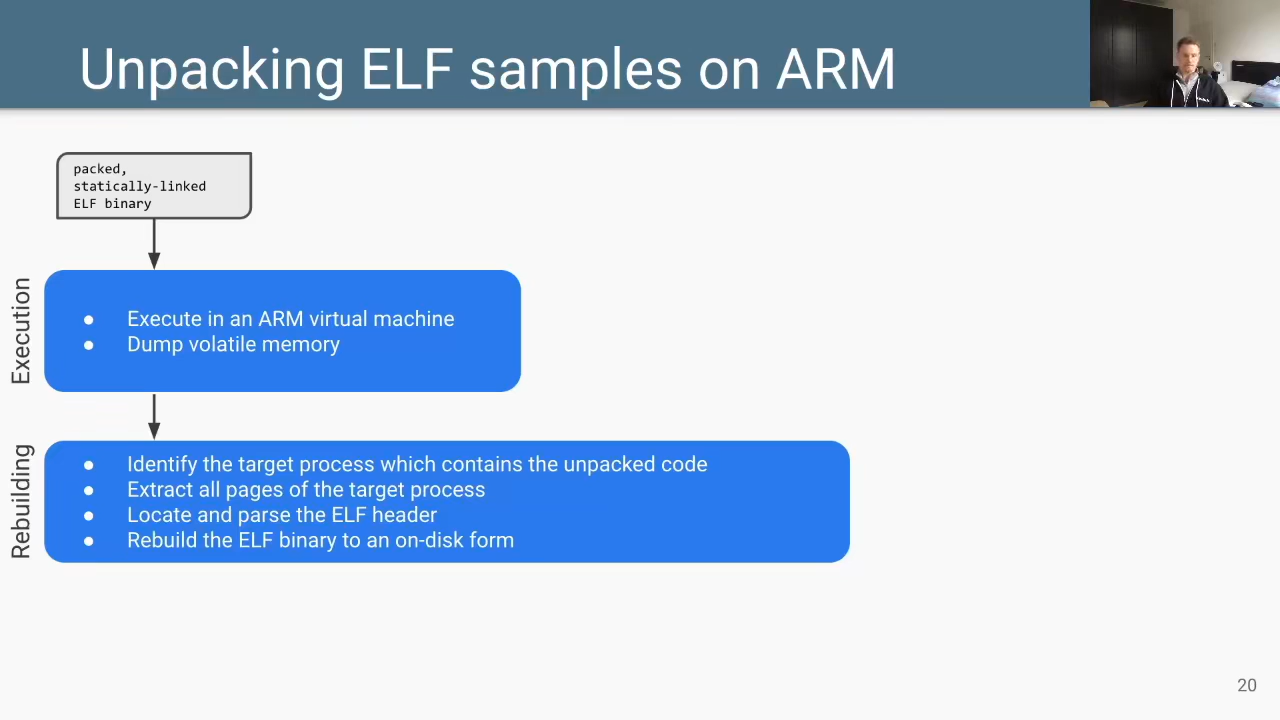 Unpacking ELF samples on ARM
packed,
statically-linked
ELF binary
Execution
● Execute in an ARM virtual machine
● Dump volatile memory
Rebuilding
● Identify the target process which contains the unpacked code
● Extract all pages of the target process
● Locate and parse the ELF header
● Rebuild the ELF binary to an on-disk form
20